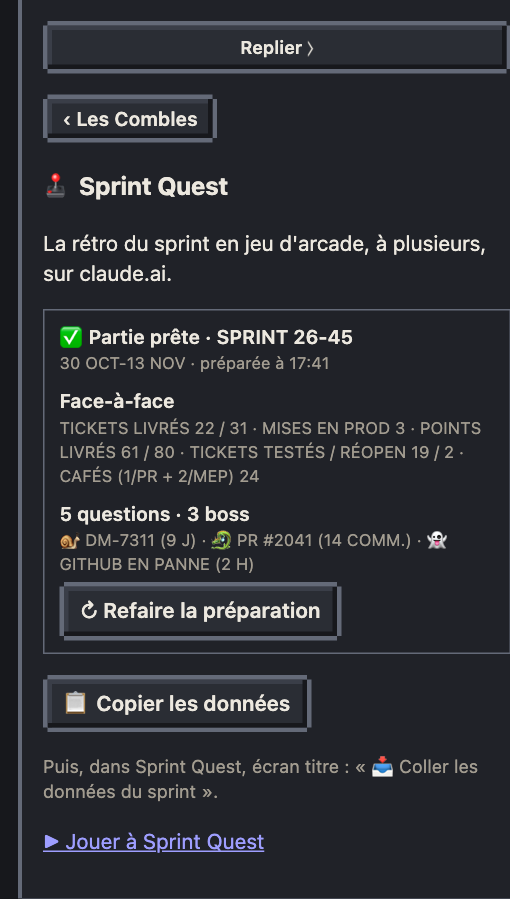 Replier 〉
‹ Les Combles
🕹️ Sprint Quest
La rétro du sprint en jeu d'arcade, à plusieurs,
sur claude.ai.
✅ Partie prête · SPRINT 26-45
30 OCT-13 NOV · préparée à 17:41
Face-à-face
TICKETS LIVRÉS 22 / 31 · MISES EN PROD 3 · POINTS
LIVRÉS 61 / 80 · TICKETS TESTÉS / RÉOPEN 19 / 2 ·
CAFÉS (1/PR + 2/MEP) 24
5 questions · 3 boss
🐌 DM-7311 (9 J) · 🐲 PR #2041 (14 COMM.) · 👻
GITHUB EN PANNE (2 H)
↻ Refaire la préparation
📋 Copier les données
Puis, dans Sprint Quest, écran titre : « 📥 Coller les
données du sprint ».
▶ Jouer à Sprint Quest